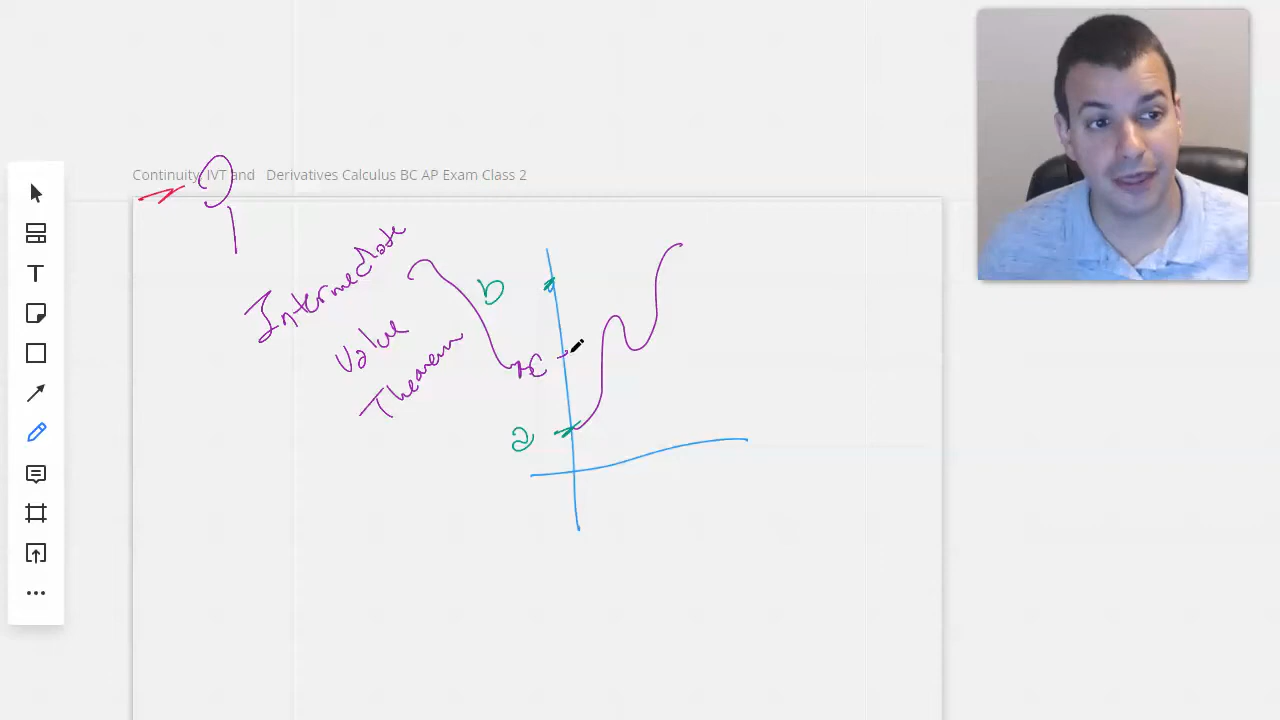 Continuity, IVT and Derivatives Calculus BC AP Exam Class 2
Intermediate
Value
Theorem
b
c
a
T